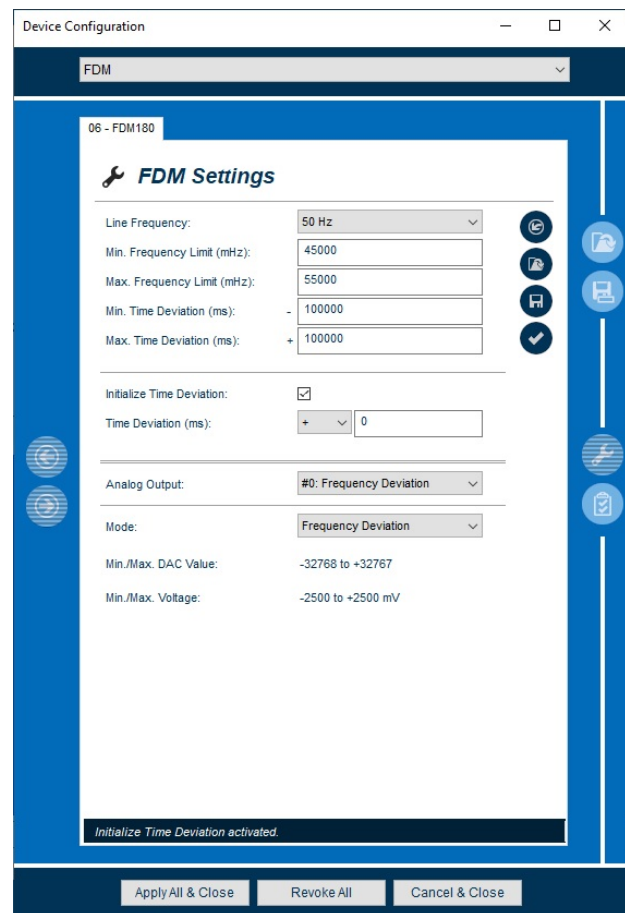 Device Configuration
FDM
06 - FDM180
FDM Settings
Line Frequency: 50 Hz
Min. Frequency Limit (mHz): 45000
Max. Frequency Limit (mHz): 55000
Min. Time Deviation (ms): - 100000
Max. Time Deviation (ms): + 100000
Initialize Time Deviation:
Time Deviation (ms): + 0
Analog Output: #0: Frequency Deviation
Mode: Frequency Deviation
Min./Max. DAC Value: -32768 to +32767
Min./Max. Voltage: -2500 to +2500 mV
Initialize Time Deviation activated.
Apply All & Close Revoke All Cancel & Close